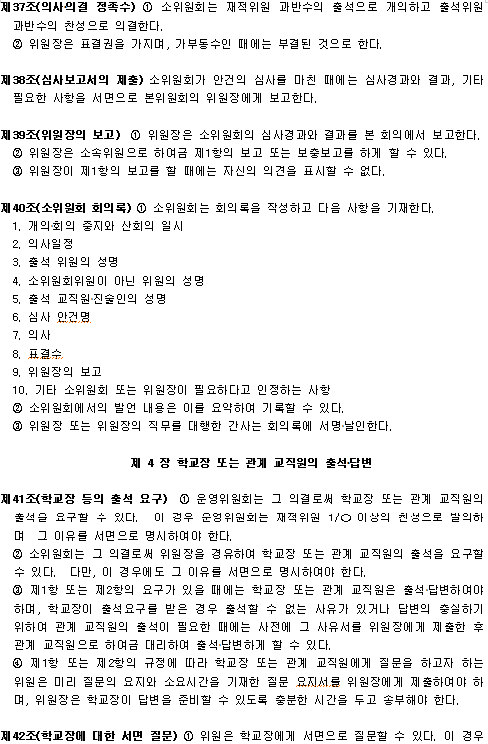 제37조(의사의결 정족수) ① 소위원회는 재적위원 과반수의 출석으로 개의하고 출석위원
과반수의 찬성으로 의결한다.
② 위원장은 표결권을 가지며, 가부동수인 때에는 부결된 것으로 한다.
제38조(심사보고서의 제출) 소위원회가 안건의 심사를 마친 때에는 심사경과와 결과, 기타
필요한 사항을 서면으로 본위원회의 위원장에게 보고한다.
제39조(위원장의 보고) ① 위원장은 소위원회의 심사경과와 결과를 본 회의에서 보고한다.
② 위원장은 소속위원으로 하여금 제1항의 보고 또는 보충보고를 하게 할 수 있다.
③ 위원장이 제1항의 보고를 할 때에는 자신의 의견을 표시할 수 없다.
제40조(소위원회 회의록) ① 소위원회는 회의록을 작성하고 다음 사항을 기재한다.
1. 개의·회의 중지와 산회의 일시
2. 의사일정
3. 출석 위원의 성명
4. 소위원회위원이 아닌 위원의 성명
5. 출석 교직원·진술인의 성명
6. 심사 안건명
7. 의사
8. 표결수
9. 위원장의 보고
10. 기타 소위원회 또는 위원장이 필요하다고 인정하는 사항
② 소위원회에서의 발언 내용은 이를 요약하여 기록할 수 있다.
③ 위원장 또는 위원장의 직무를 대행한 간사는 회의록에 서명·날인한다.
제 4 장 학교장 또는 관계 교직원의 출석·답변
제41조(학교장 등의 출석 요구) ① 운영위원회는 그 의결로써 학교장 또는 관계 교직원의
출석을 요구할 수 있다. 이 경우 운영위원회는 재적위원 1/○ 이상의 찬성으로 발의하
며 그 이유를 서면으로 명시하여야 한다.
② 소위원회는 그 의결로써 위원장을 경유하여 학교장 또는 관계 교직원의 출석을 요구할
수 있다. 다만, 이 경우에도 그 이유를 서면으로 명시하여야 한다.
③ 제1항 또는 제2항의 요구가 있을 때에는 학교장 또는 관계 교직원은 출석·답변하여야
하며, 학교장이 출석요구를 받은 경우 출석할 수 없는 사유가 있거나 답변의 충실하기
위하여 관계 교직원의 출석이 필요한 때에는 사전에 그 사유서를 위원장에게 제출한 후
관계 교직원으로 하여금 대리하여 출석·답변하게 할 수 있다.
④ 제1항 또는 제2항의 규정에 따라 학교장 또는 관계 교직원에게 질문을 하고자 하는
위원은 미리 질문의 요지와 소요시간을 기재한 질문 요지서를 위원장에게 제출하여야 하
며, 위원장은 학교장이 답변을 준비할 수 있도록 충분한 시간을 두고 송부해야 한다.
제42조(학교장에 대한 서면 질문) ① 위원은 학교장에게 서면으로 질문할 수 있다. 이 경우